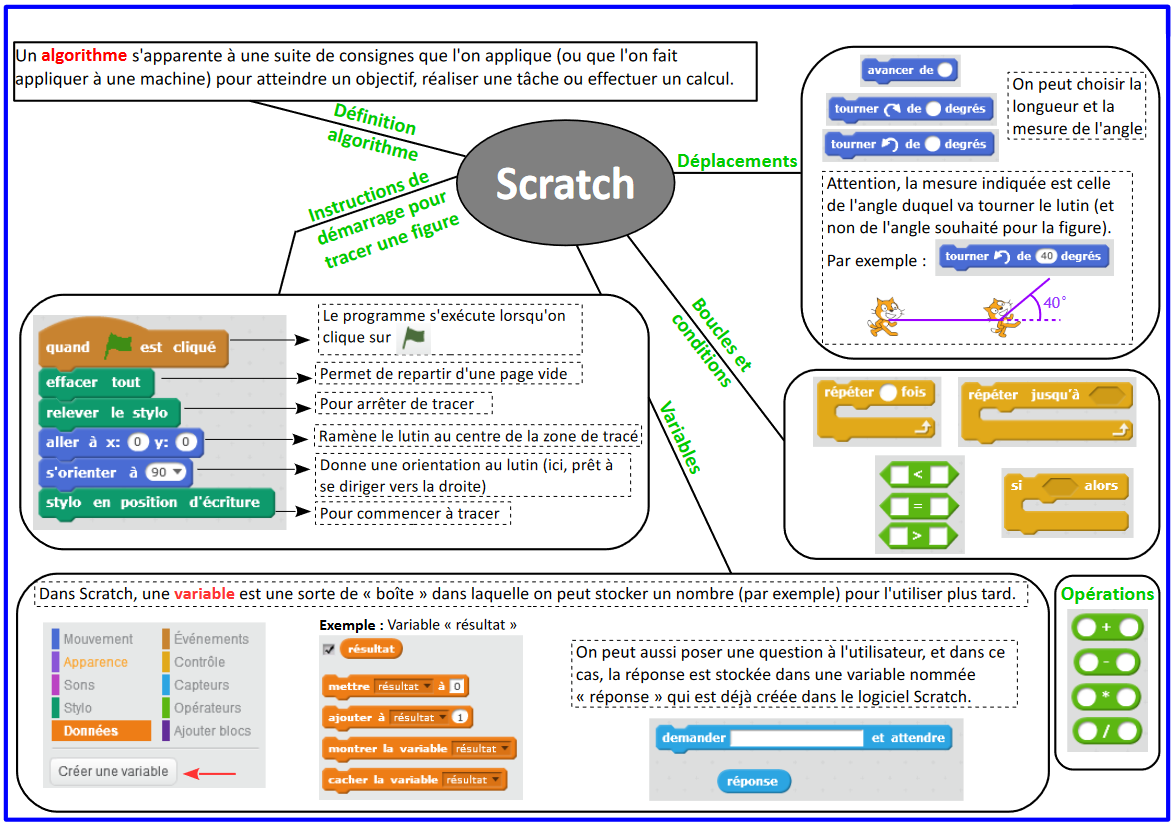 Un algorithme s'apparente à une suite de consignes que l'on applique (ou que l'on fait
appliquer à une machine) pour atteindre un objectif, réaliser une tâche ou effectuer un calcul.
Définition
algorithme
Scratch
Déplacements
avancer de
tourner de degrés
tourner de degrés
On peut choisir la
longueur et la
mesure de l'angle
Attention, la mesure indiquée est celle
de l'angle duquel va tourner le lutin (et
non de l'angle souhaité pour la figure).
Par exemple :
tourner de 40 degrés
40°
Instructions de
démarrage pour
tracer une figure
quand est cliqué
Le programme s'exécute lorsqu'on
clique sur
effacer tout
Permet de repartir d'une page vide
relever le stylo
Pour arrêter de tracer
aller à x: 0 y: 0
Ramène le lutin au centre de la zone de tracé
s'orienter à 90
Donne une orientation au lutin (ici, prêt à
se diriger vers la droite)
stylo en position d'écriture
Pour commencer à tracer
Boucles et
conditions
répéter fois
répéter jusqu'à
<
=
>
si alors
Variables
Dans Scratch, une variable est une sorte de « boîte » dans laquelle on peut stocker un nombre (par exemple) pour l'utiliser plus tard.
Mouvement
Apparence
Sons
Stylo
Données
Événements
Contrôle
Capteurs
Opérateurs
Ajouter blocs
Créer une variable
Exemple : Variable « résultat »
résultat
mettre résultat à 0
ajouter à résultat 1
montrer la variable résultat
cacher la variable résultat
On peut aussi poser une question à l'utilisateur, et dans ce
cas, la réponse est stockée dans une variable nommée
« réponse » qui est déjà créée dans le logiciel Scratch.
demander et attendre
réponse
Opérations
+
-
*
/